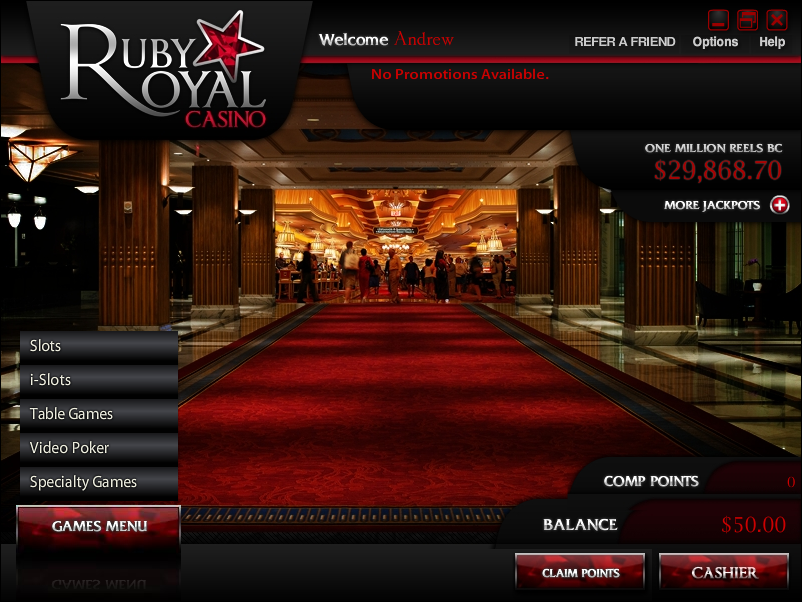 RUBY
ROYAL
CASINO
Welcome Andrew
REFER A FRIEND
Options
Help
No Promotions Available.
ONE MILLION REELS BC
$29,868.70
MORE JACKPOTS
Slots
i-Slots
Table Games
Video Poker
Specialty Games
GAMES MENU
COMP POINTS 0
BALANCE $50.00
CLAIM POINTS
CASHIER